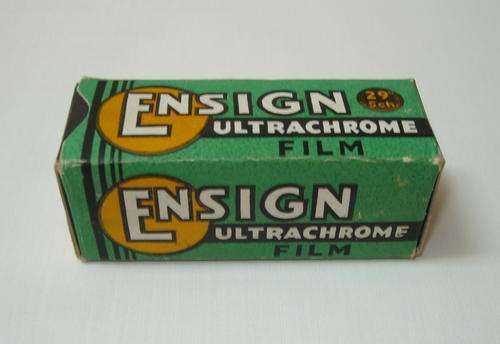 ENSIGN
29° Sch.
ULTRACHROME
FILM
ENSIGN
ULTRACHROME
FILM